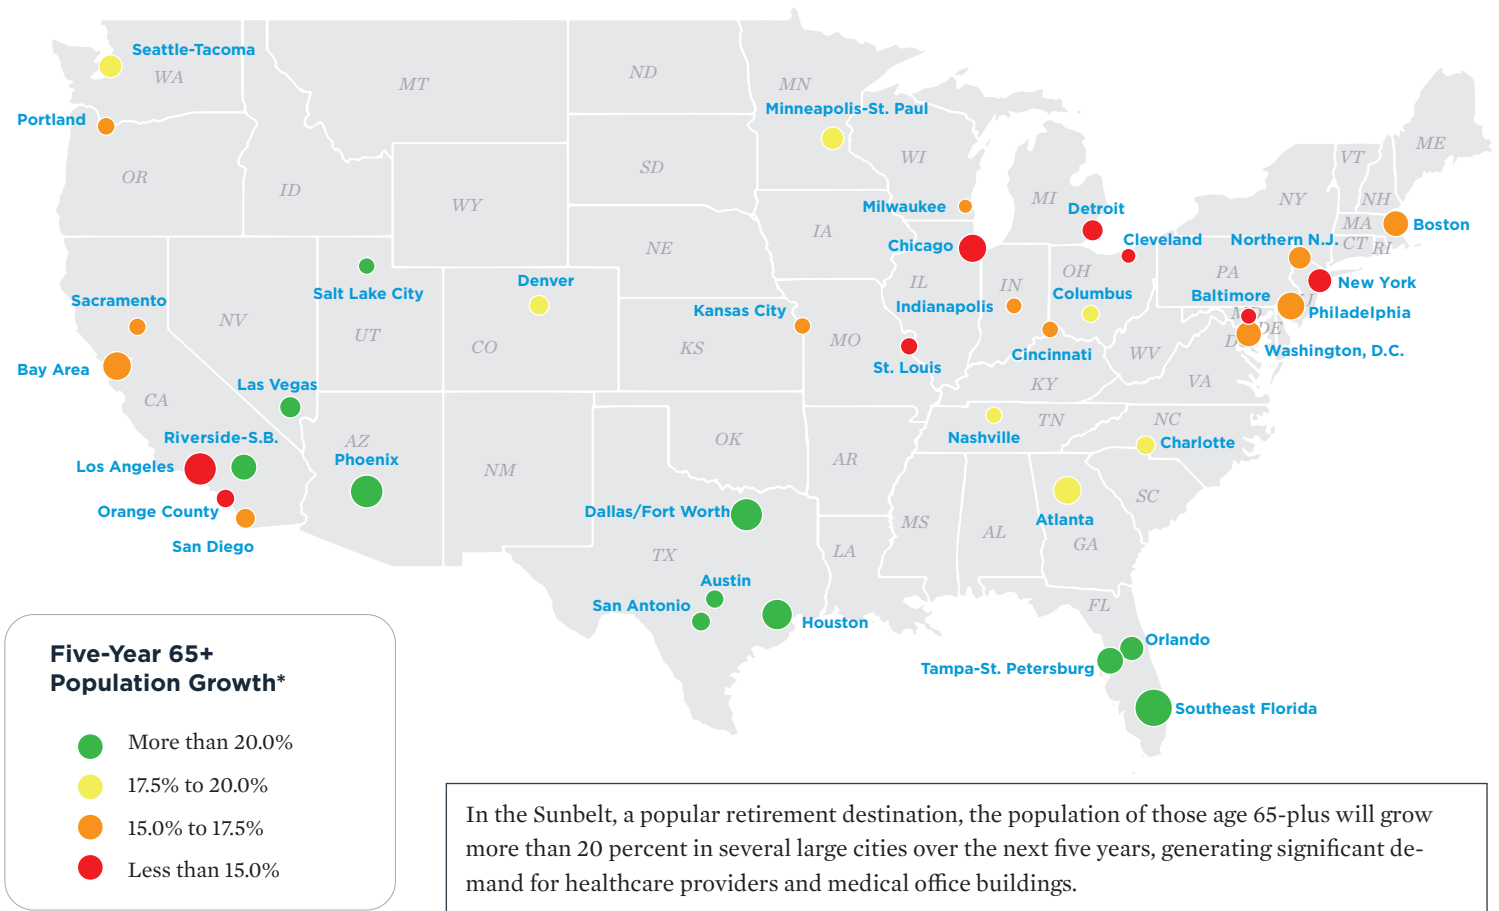 Seattle-Tacoma
WA
Portland
OR
ID
MT
ND
MN
Minneapolis-St. Paul
SD
WI
WY
Milwaukee
MI
Detroit
Chicago
Cleveland
IA
NE
NY
VT
NH
ME
MA
Boston
CT
RI
Northern N.J.
PA
New York
Baltimore
Philadelphia
MD
DE
Washington, D.C.
Salt Lake City
Denver
Sacramento
NV
UT
CO
Bay Area
CA
Las Vegas
Kansas City
KS
MO
IL
IN
Indianapolis
OH
Columbus
Cincinnati
St. Louis
WV
KY
VA
Riverside-S.B.
Los Angeles
Orange County
San Diego
AZ
Phoenix
NM
OK
AR
TN
Nashville
NC
Charlotte
SC
Atlanta
GA
AL
MS
LA
Dallas/Fort Worth
TX
Austin
San Antonio
Houston
FL
Orlando
Tampa-St. Petersburg
Southeast Florida
Five-Year 65+
Population Growth*
More than 20.0%
17.5% to 20.0%
15.0% to 17.5%
Less than 15.0%
In the Sunbelt, a popular retirement destination, the population of those age 65-plus will grow
more than 20 percent in several large cities over the next five years, generating significant de-
mand for healthcare providers and medical office buildings.